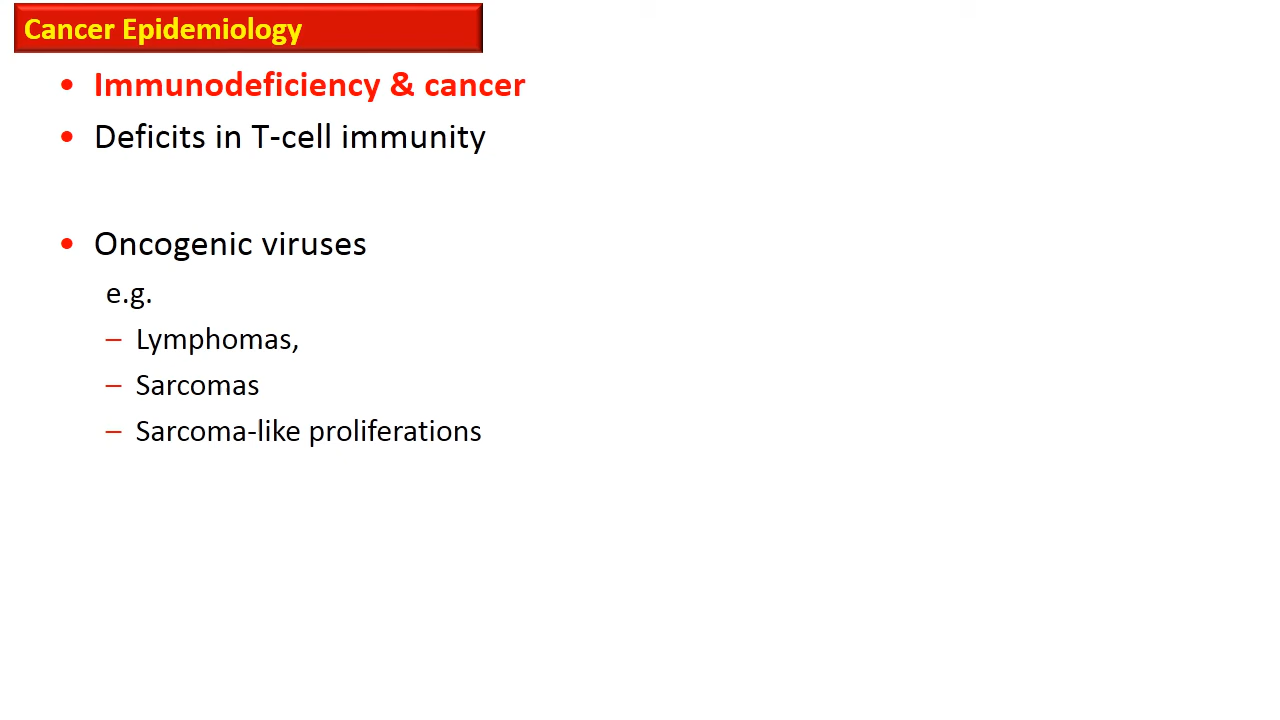 Cancer Epidemiology
• Immunodeficiency & cancer
• Deficits in T-cell immunity
• Oncogenic viruses
e.g.
– Lymphomas,
– Sarcomas
– Sarcoma-like proliferations